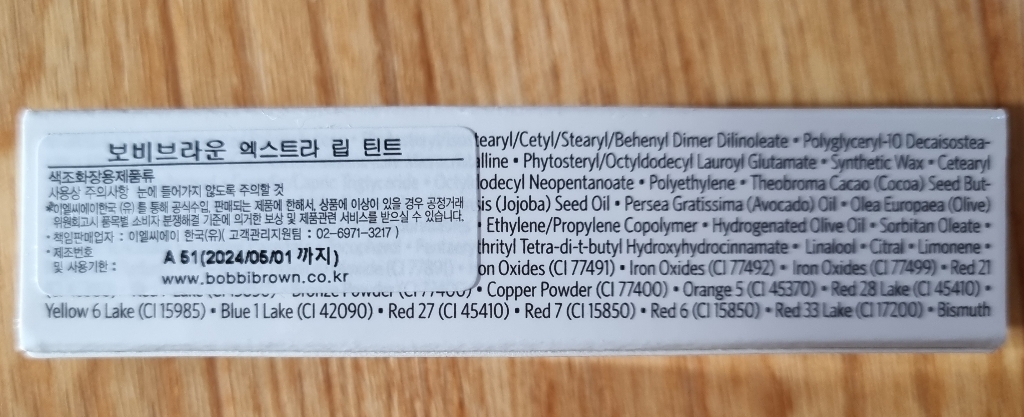 보비브라운 엑스트라 립 틴트
색조화장용제품류
사용상 주의사항 눈에 들어가지 않도록 주의할 것
*이엘씨에이한국 (유)를 통해 공식수입, 판매되는 제품에 한해서, 상품에 이상이 있을 경우 공정거래
위원회고시 품목별 소비자 분쟁해결 기준에 의거한 보상 및 제품관련 서비스를 받으실 수 있습니다.
• 책임판매업자 : 이엘씨에이 한국(유)( 고객관리지원팀 : 02-6971-3217 )
• 제조번호
및 사용기한 : A 51(2024/05/01 까지)
www.bobbibrown.co.kr
tearyl/Cetyl/Stearyl/Behenyl Dimer Dilinoleate • Polyglyceryl-10 Decaisostea-
alline • Phytosteryl/Octyldodecyl Lauroyl Glutamate • Synthetic Wax • Cetearyl
lodecyl Neopentanoate • Polyethylene • Theobroma Cacao (Cocoa) Seed But-
sis (Jojoba) Seed Oil • Persea Gratissima (Avocado) Oil • Olea Europaea (Olive)
• Ethylene/Propylene Copolymer • Hydrogenated Olive Oil • Sorbitan Oleate •
thrityl Tetra-di-t-butyl Hydroxyhydrocinnamate • Linalool • Citral • Limonene •
on Oxides (CI 77491) • Iron Oxides (CI 77492) • Iron Oxides (CI 77499) • Red 21
Bronze Powder (CI 77400) • Copper Powder (CI 77400) • Orange 5 (CI 45370) • Red 28 Lake (CI 45410) •
Yellow 6 Lake (CI 15985) • Blue 1 Lake (CI 42090) • Red 27 (CI 45410) • Red 7 (CI 15850) • Red 6 (CI 15850) • Red 33 Lake (CI 17200) • Bismuth